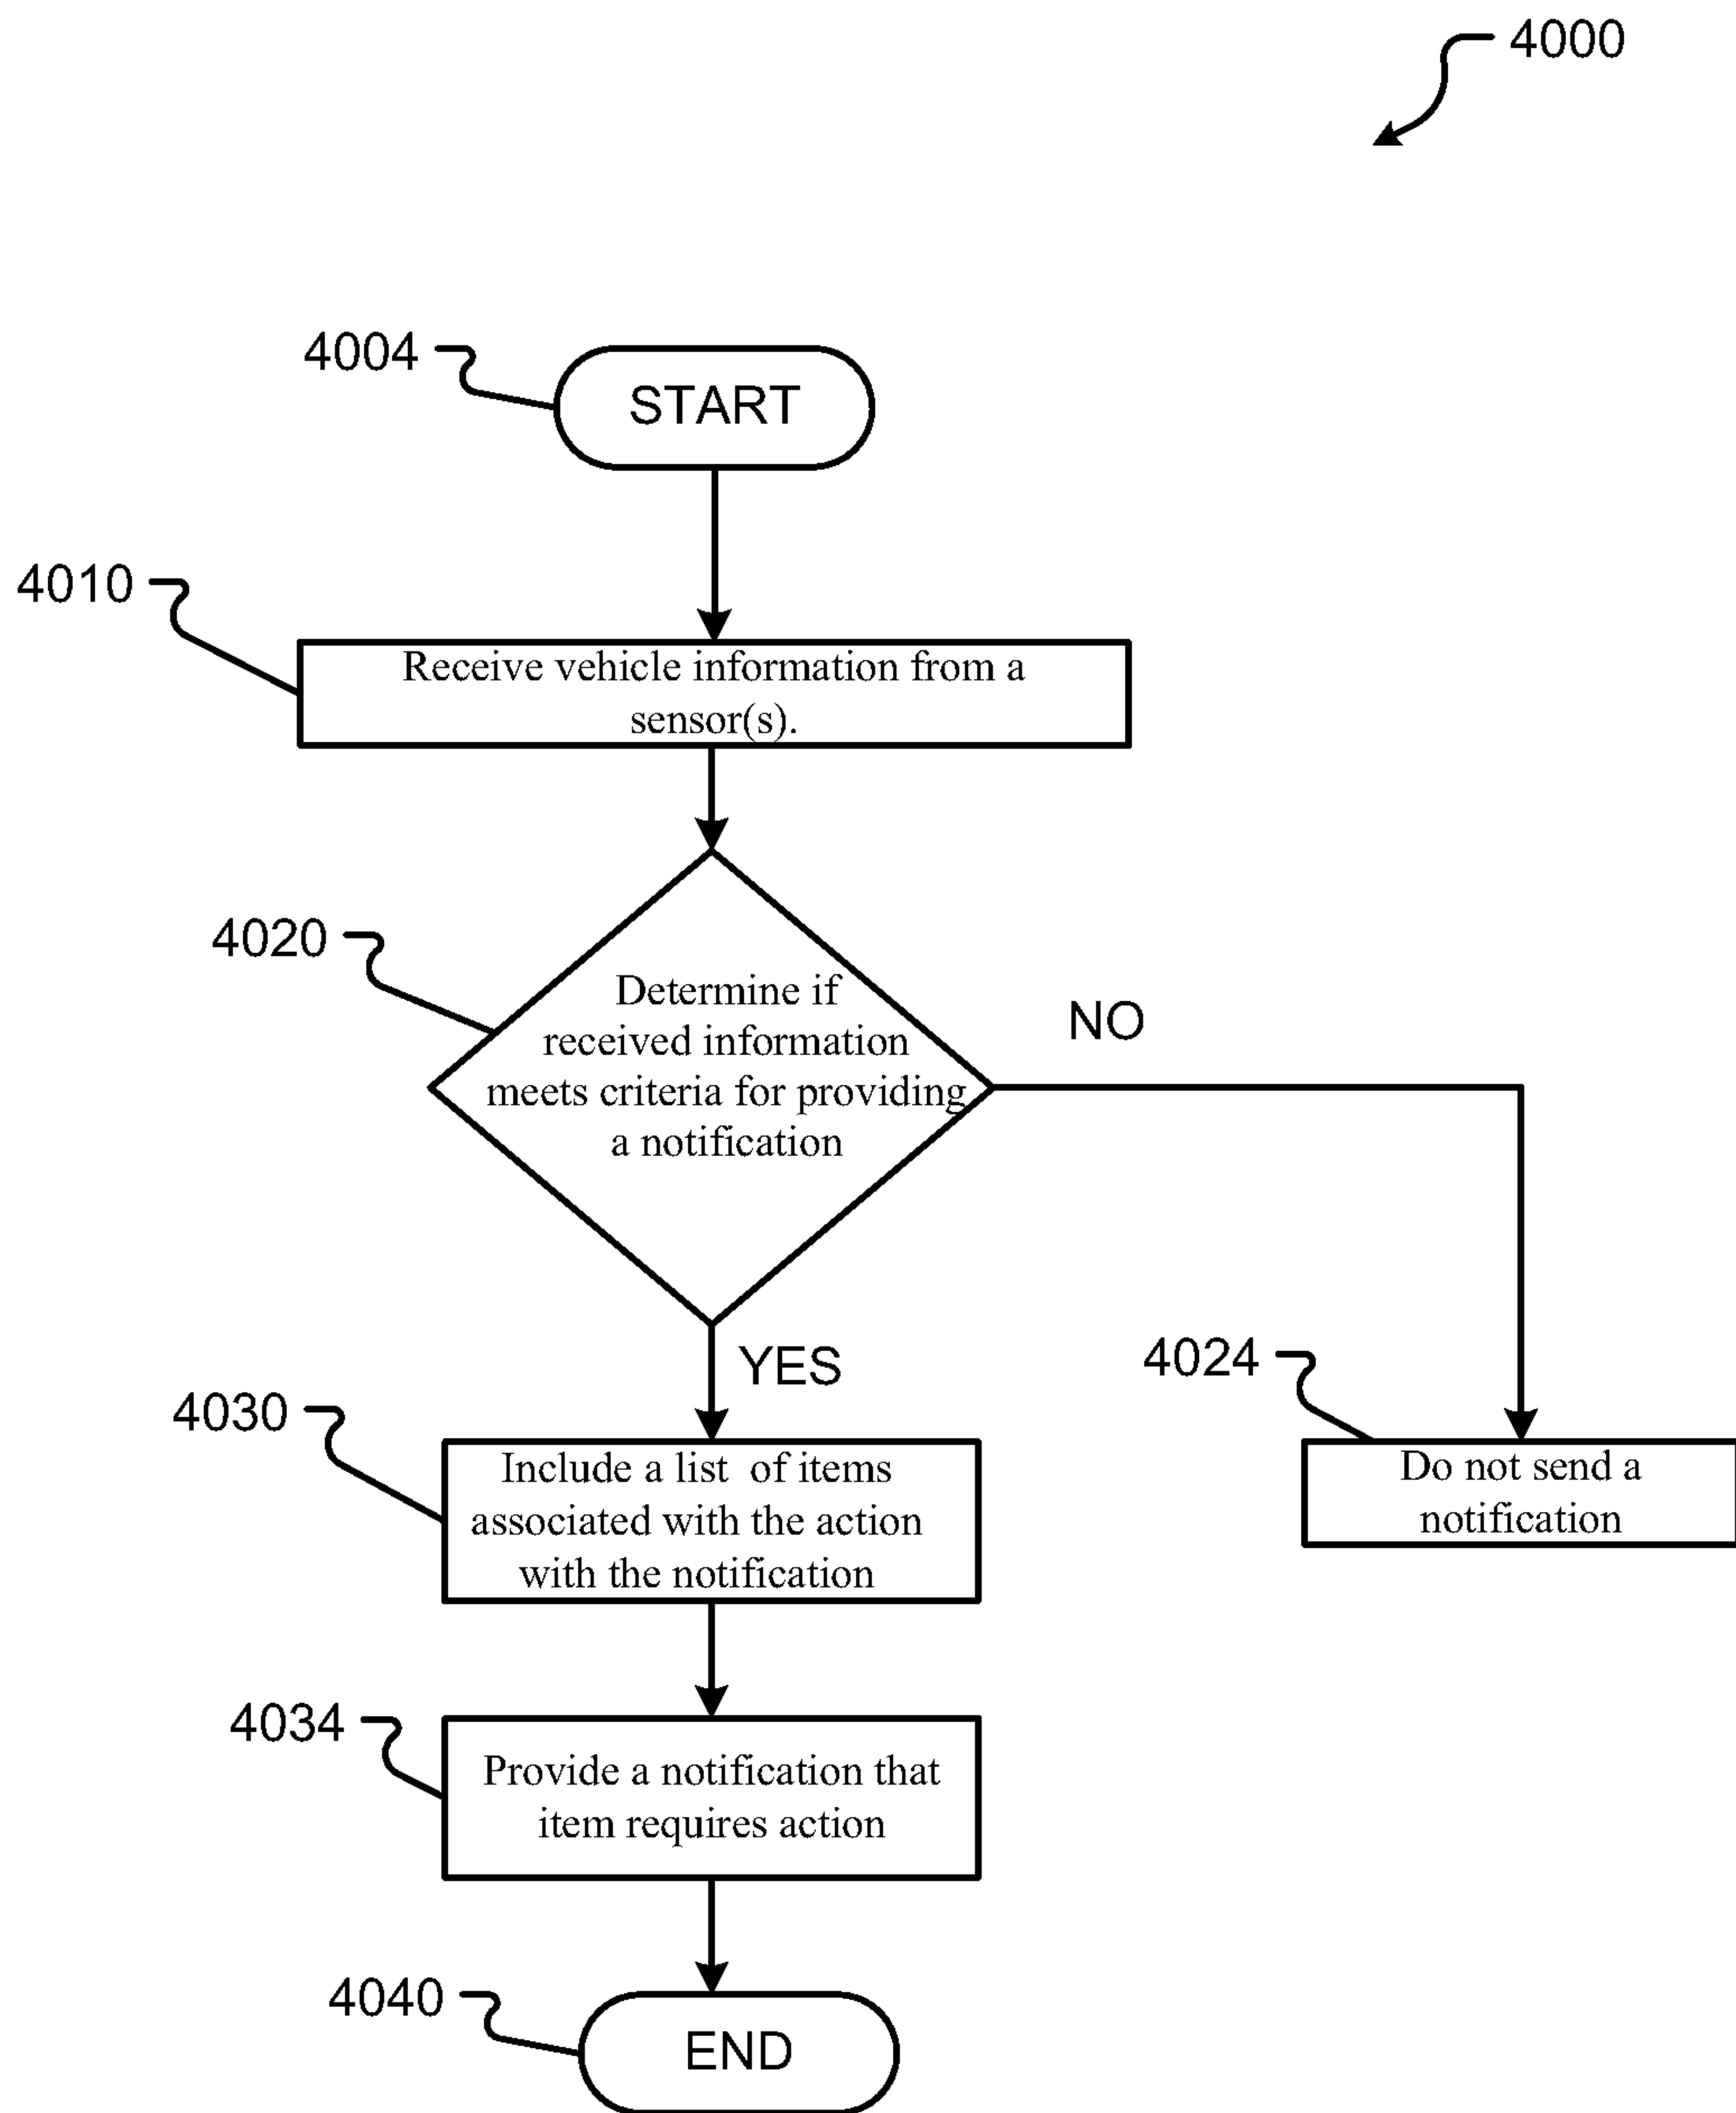 4000
4004
START
4010
Receive vehicle information from a
sensor(s).
4020
Determine if
received information
meets criteria for providing
a notification
NO
YES
4024
Do not send a
notification
4030
Include a list of items
associated with the action
with the notification
4034
Provide a notification that
item requires action
4040
END